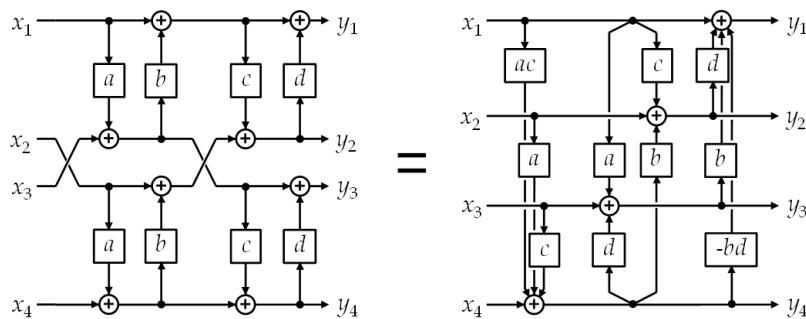 x₁ y₁ x₁ y₁
a b c d ac c d
x₂ y₂ x₂ y₂
= a a b b
x₃ y₃ x₃ y₃
a b c d c d -bd
x₄ y₄ x₄ y₄